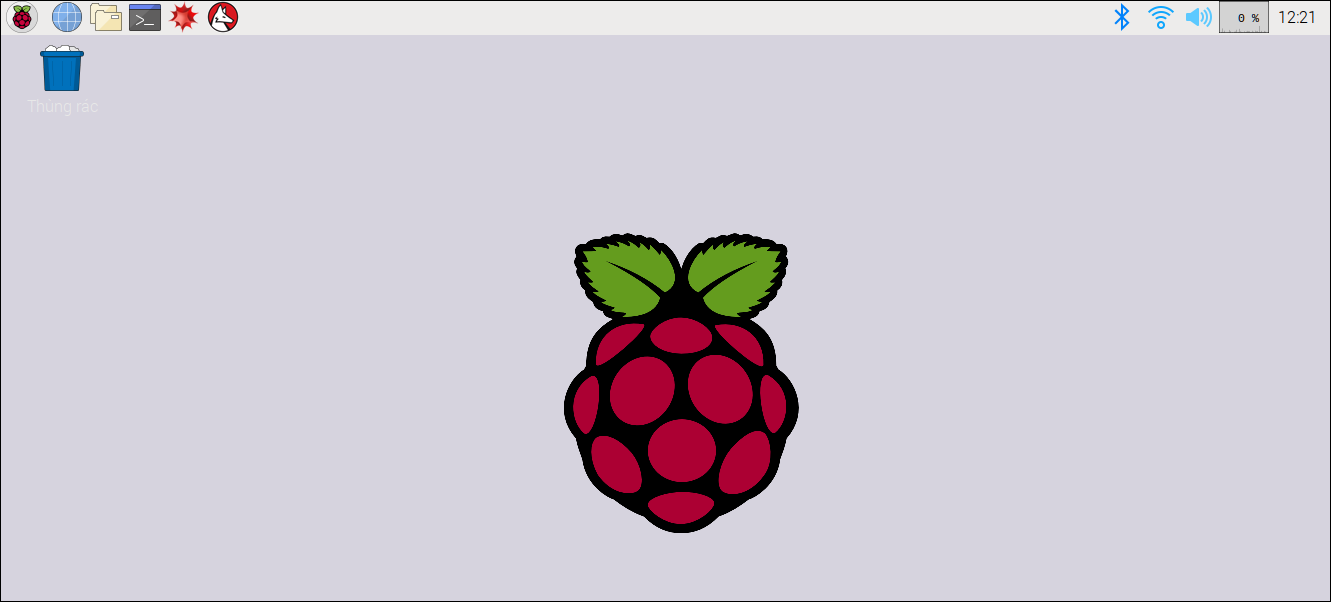 >_
0 %
12:21
Thùng rác